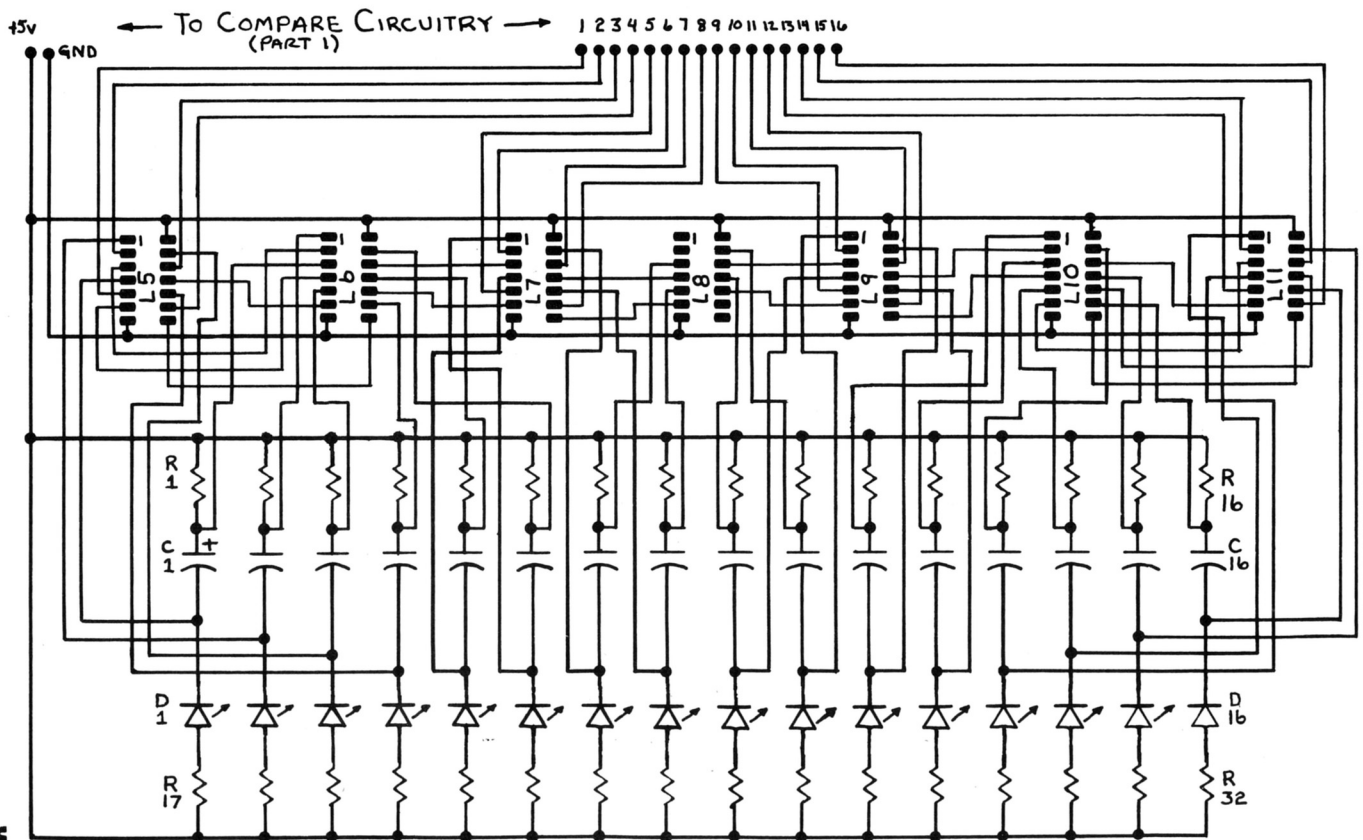 +5V
← TO COMPARE CIRCUITRY →
(PART 1)
1 2 3 4 5 6 7 8 9 10 11 12 13 14 15 16
GND
1
L5
1
L6
1
L7
1
L8
1
L9
1
L10
1
L11
R
1
R
16
C
1
+
C
16
D
1
D
16
R
17
R
32